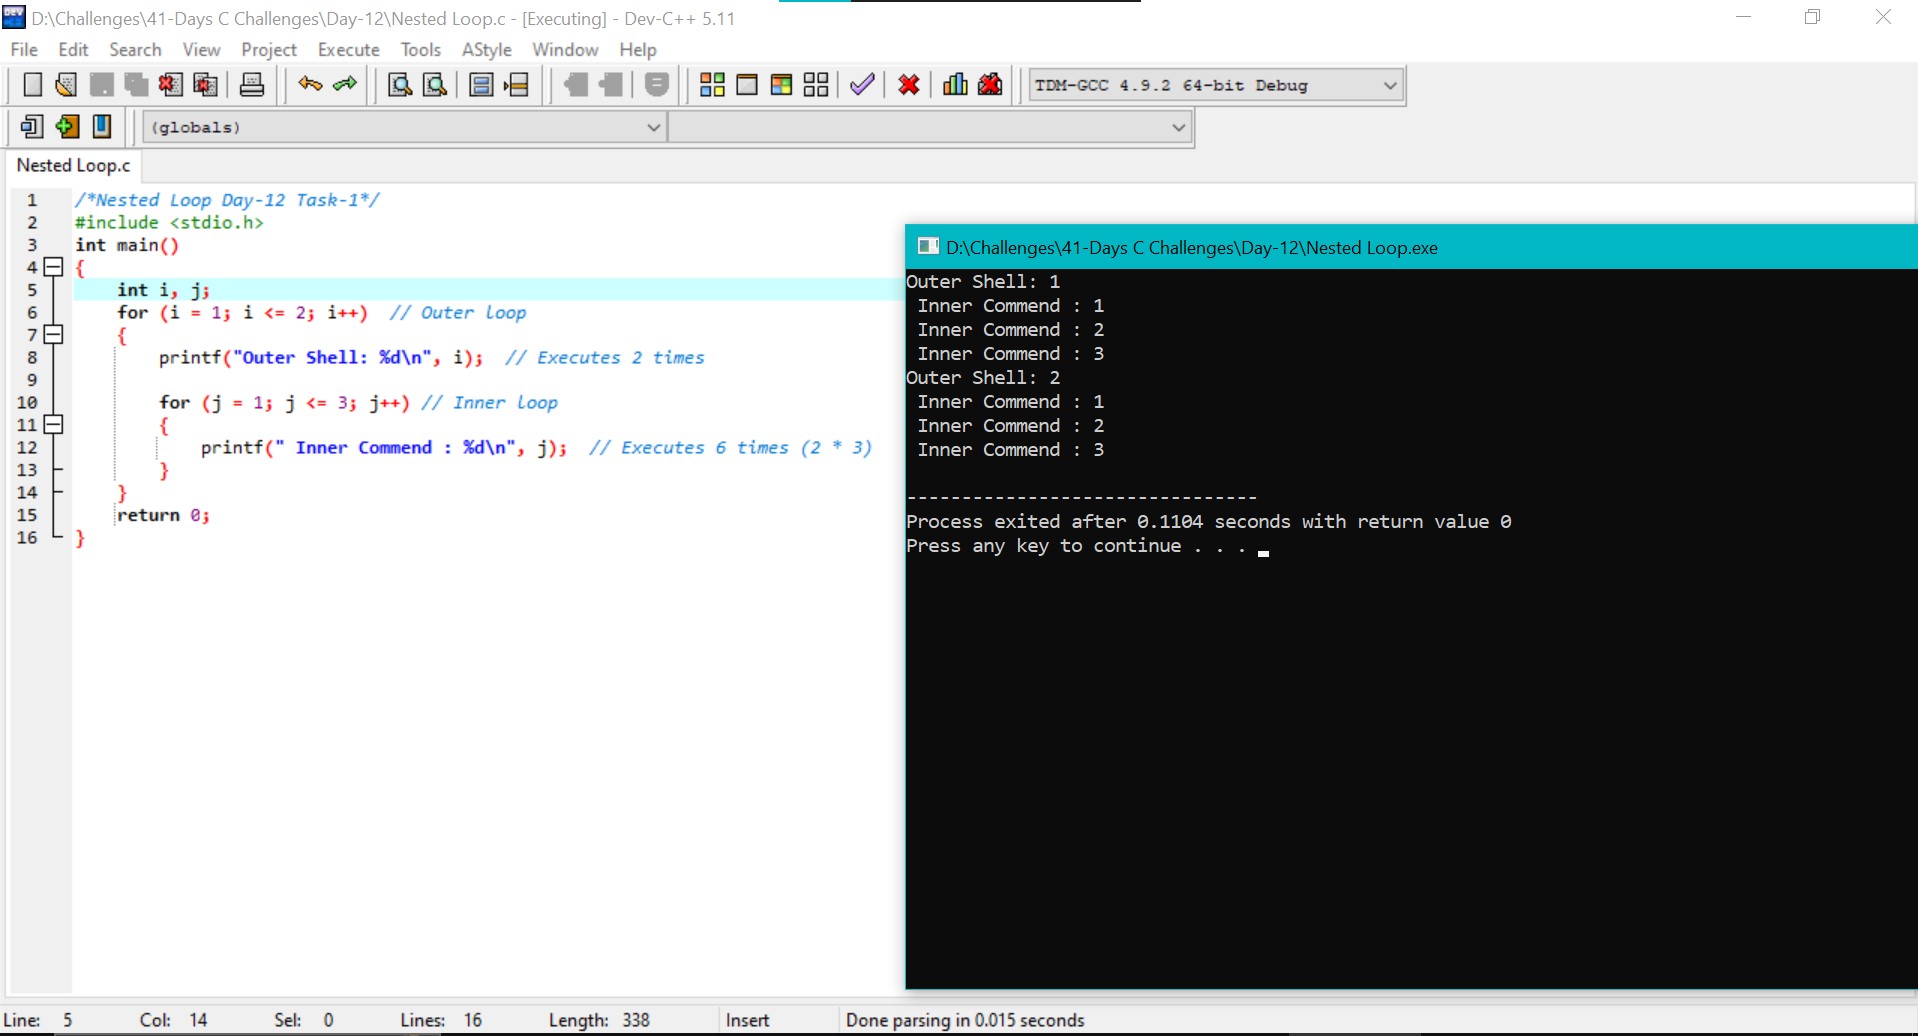 D:\Challenges\41-Days C Challenges\Day-12\Nested Loop.c - [Executing] - Dev-C++ 5.11
File Edit Search View Project Execute Tools AStyle Window Help
TDM-GCC 4.9.2 64-bit Debug
(globals)
Nested Loop.c
1 /*Nested Loop Day-12 Task-1*/
2 #include <stdio.h>
3 int main()
4 {
5 int i, j;
6 for (i = 1; i <= 2; i++) // Outer loop
7 {
8 printf("Outer Shell: %d\n", i); // Executes 2 times
9
10 for (j = 1; j <= 3; j++) // Inner loop
11 {
12 printf(" Inner Commend : %d\n", j); // Executes 6 times (2 * 3)
13 }
14 }
15 return 0;
16 }
D:\Challenges\41-Days C Challenges\Day-12\Nested Loop.exe
Outer Shell: 1
Inner Commend : 1
Inner Commend : 2
Inner Commend : 3
Outer Shell: 2
Inner Commend : 1
Inner Commend : 2
Inner Commend : 3
--------------------------------
Process exited after 0.1104 seconds with return value 0
Press any key to continue . . .
Line: 5 Col: 14 Sel: 0 Lines: 16 Length: 338 Insert Done parsing in 0.015 seconds